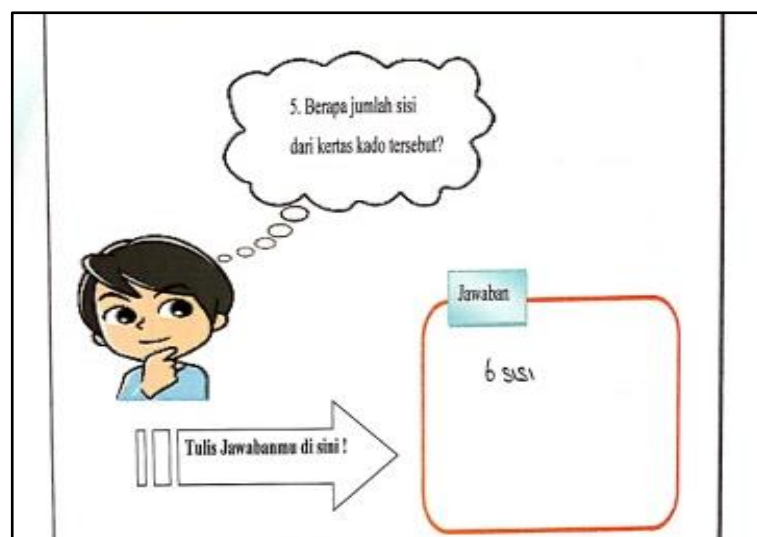 5. Berapa jumlah sisi
dari kertas kado tersebut?
Jawaban
6 sisi
Tulis Jawabanmu di sini !